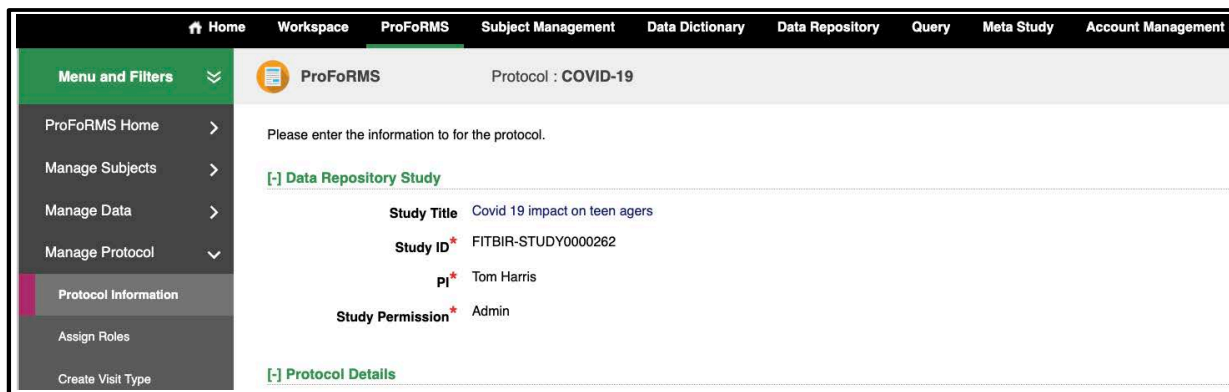 Home Workspace ProFoRMS Subject Management Data Dictionary Data Repository Query Meta Study Account Management
Menu and Filters
ProFoRMS Protocol : COVID-19
ProFoRMS Home
Manage Subjects
Manage Data
Manage Protocol
Protocol Information
Assign Roles
Create Visit Type
Please enter the information to for the protocol.
[-] Data Repository Study
Study Title Covid 19 impact on teen agers
Study ID* FITBIR-STUDY0000262
PI* Tom Harris
Study Permission* Admin
[-] Protocol Details